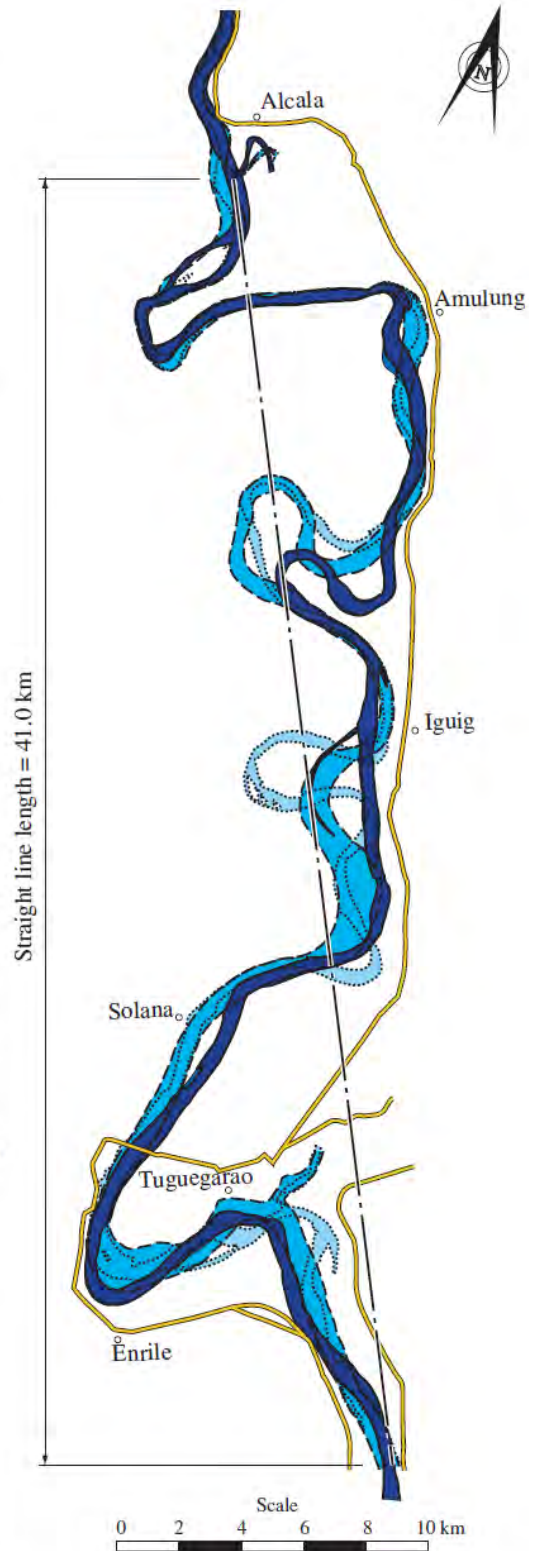 N
Alcala
Amulung
Straight line length = 41.0 km
Iguig
Solana
Tuguegarao
Enrile
Scale
0 2 4 6 8 10 km